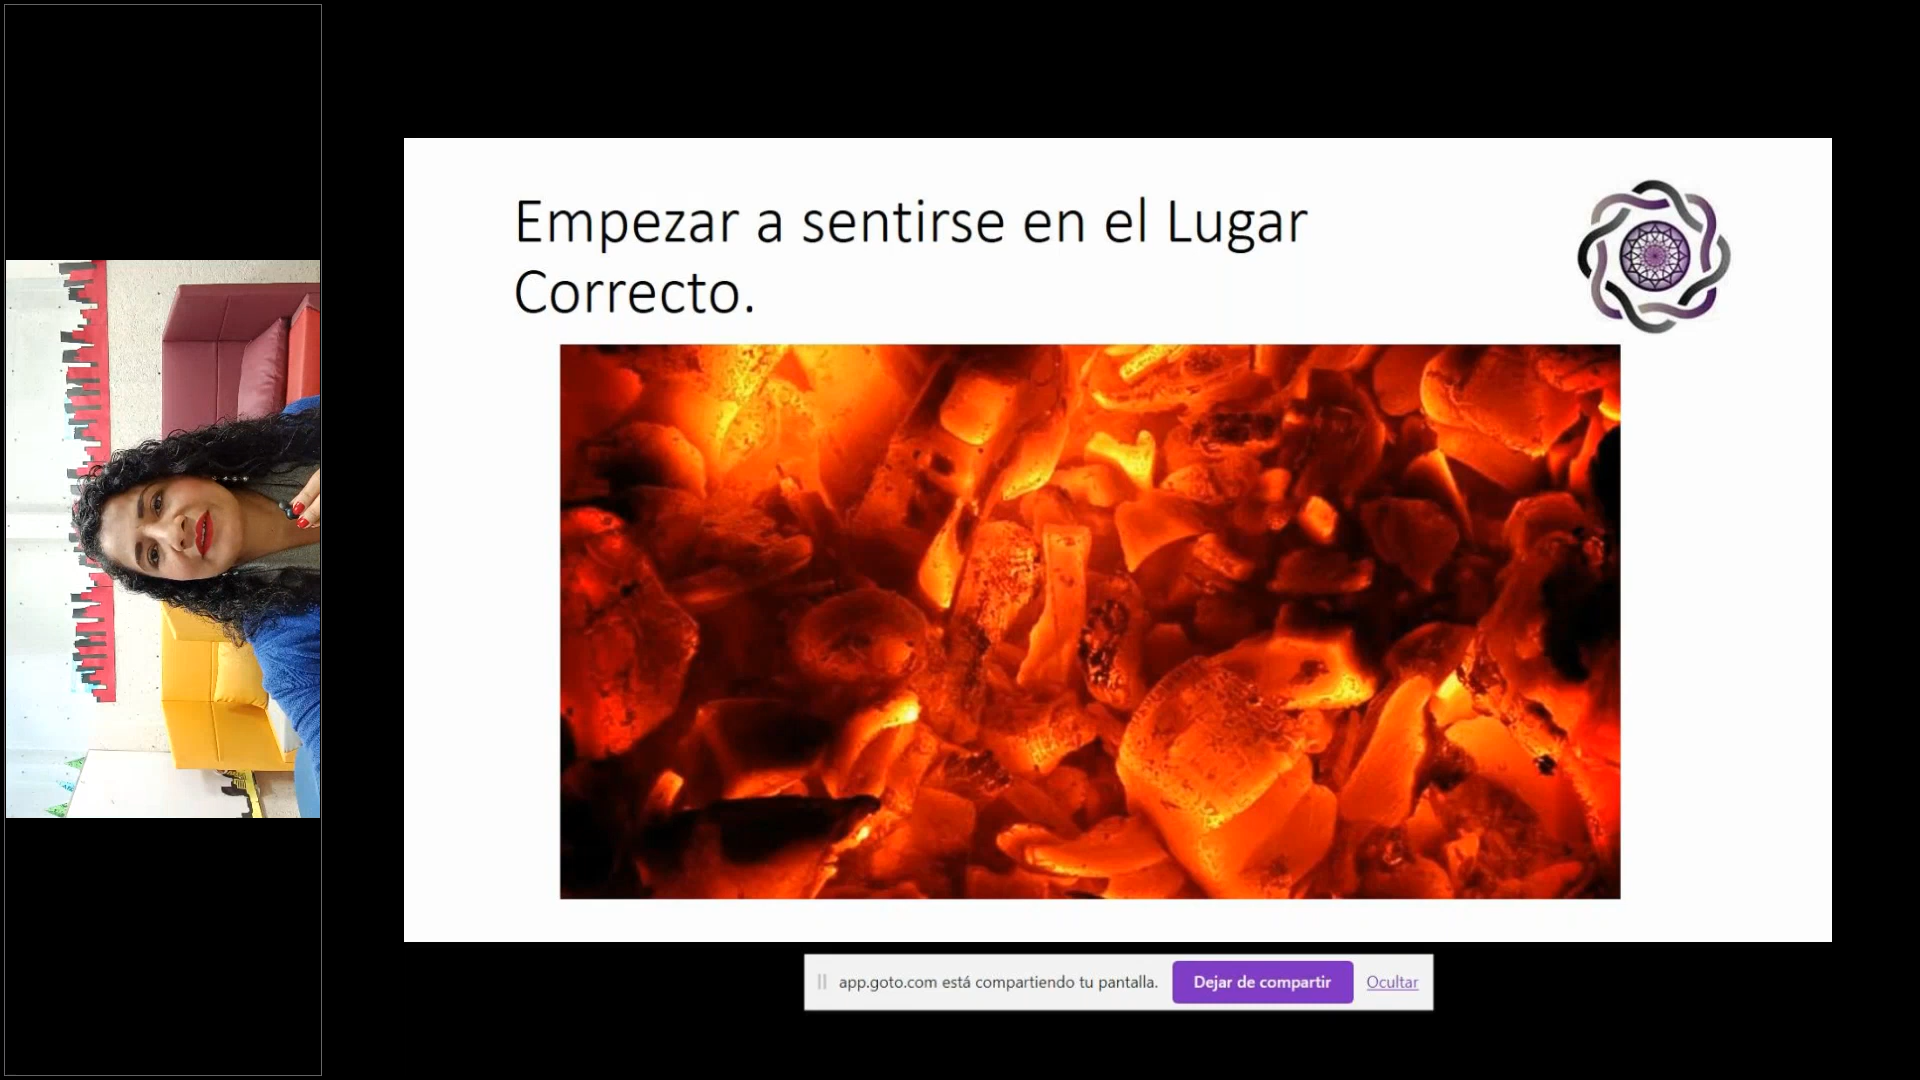 Empezar a sentirse en el Lugar
Correcto.
app.goto.com está compartiendo tu pantalla. Dejar de compartir Ocultar